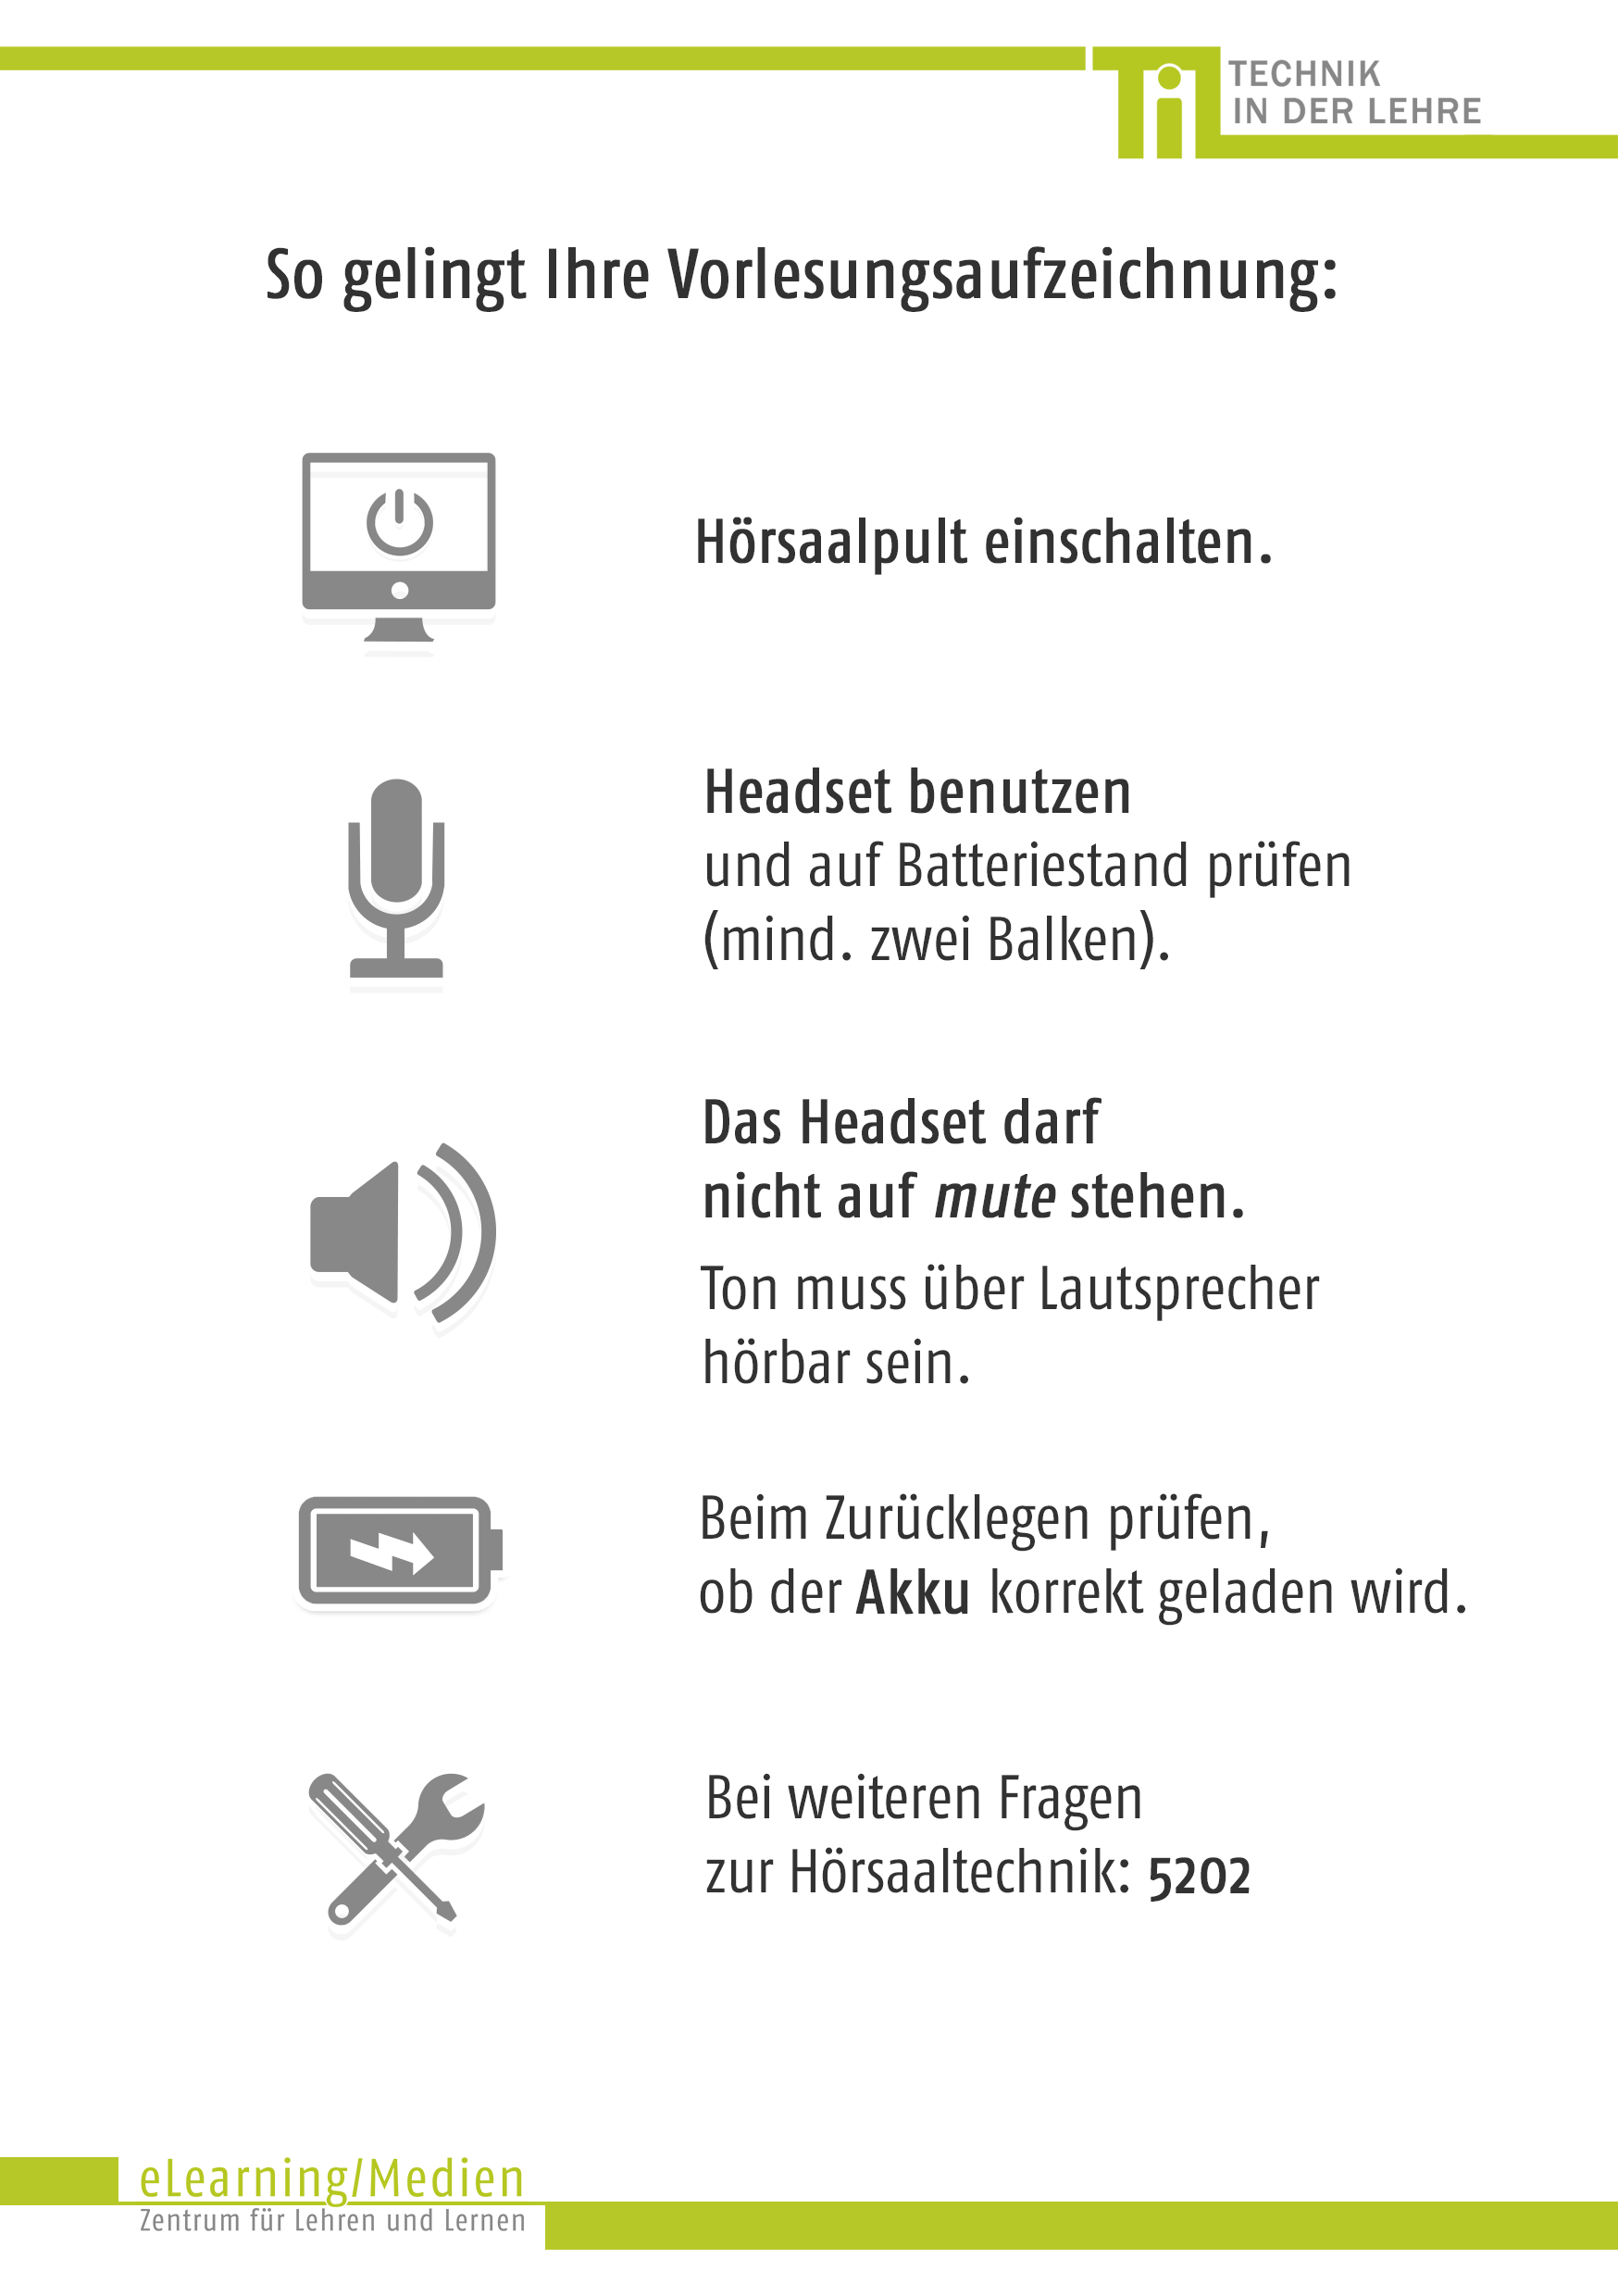 TiL
TECHNIK
IN DER LEHRE
So gelingt Ihre Vorlesungsaufzeichnung:
Hörsaalpult einschalten.
Headset benutzen
und auf Batteriestand prüfen
(mind. zwei Balken).
Das Headset darf
nicht auf mute stehen.
Ton muss über Lautsprecher
hörbar sein.
Beim Zurücklegen prüfen,
ob der Akku korrekt geladen wird.
Bei weiteren Fragen
zur Hörsaaltechnik: 5202
eLearning/Medien
Zentrum für Lehren und Lernen